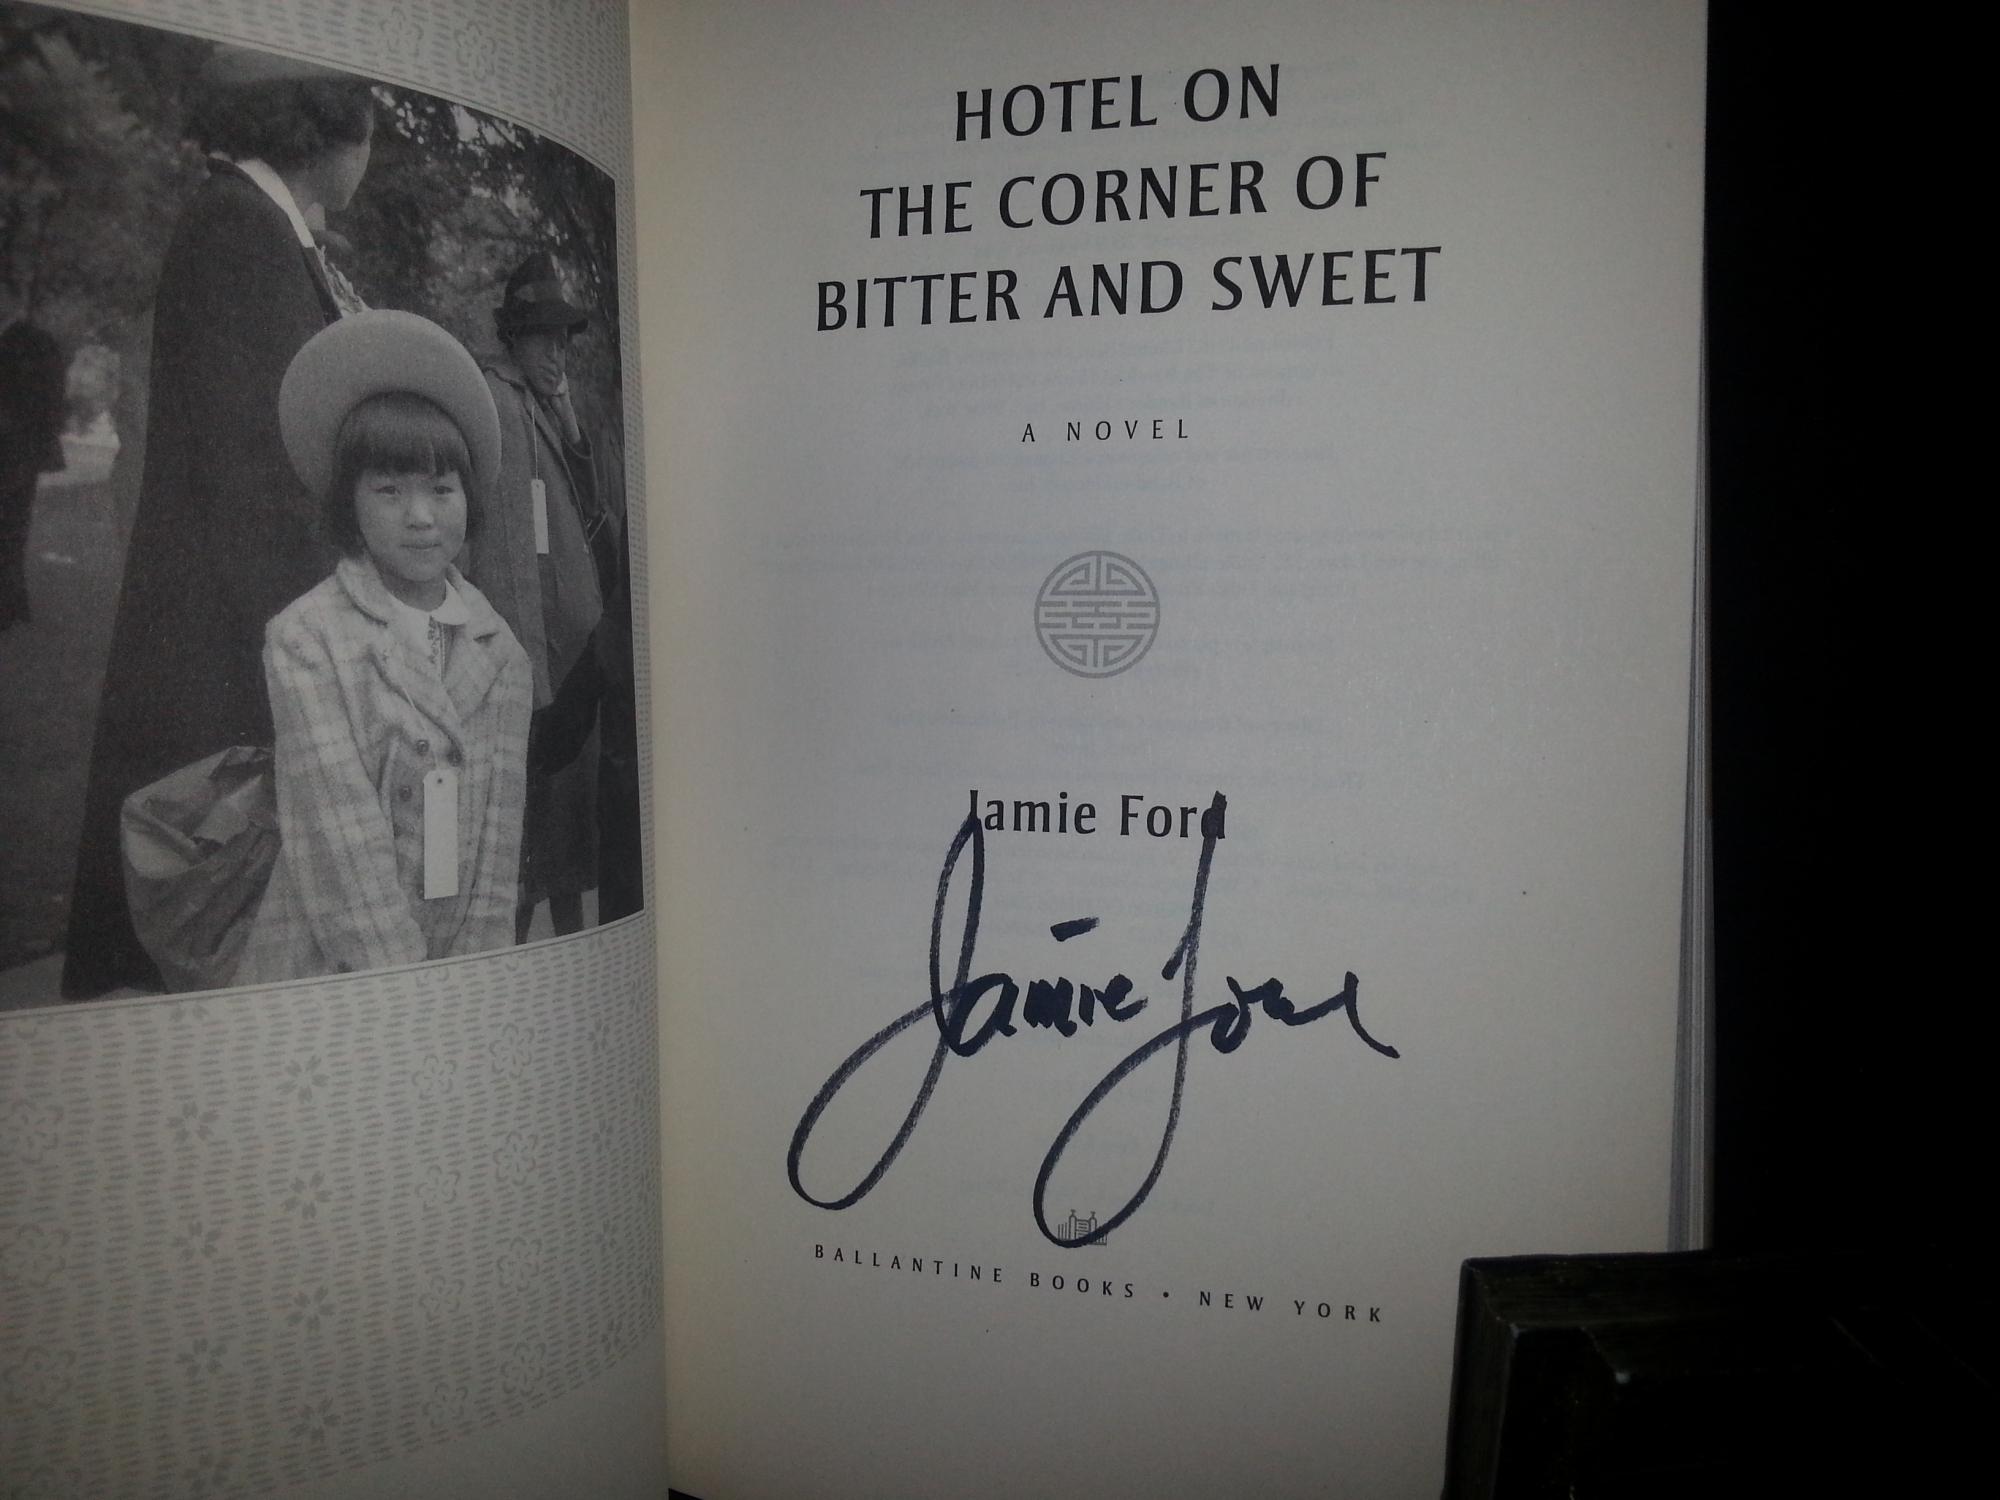 HOTEL ON
THE CORNER OF
BITTER AND SWEET
A NOVEL
Jamie Ford
Jamie Ford
BALLANTINE BOOKS • NEW YORK